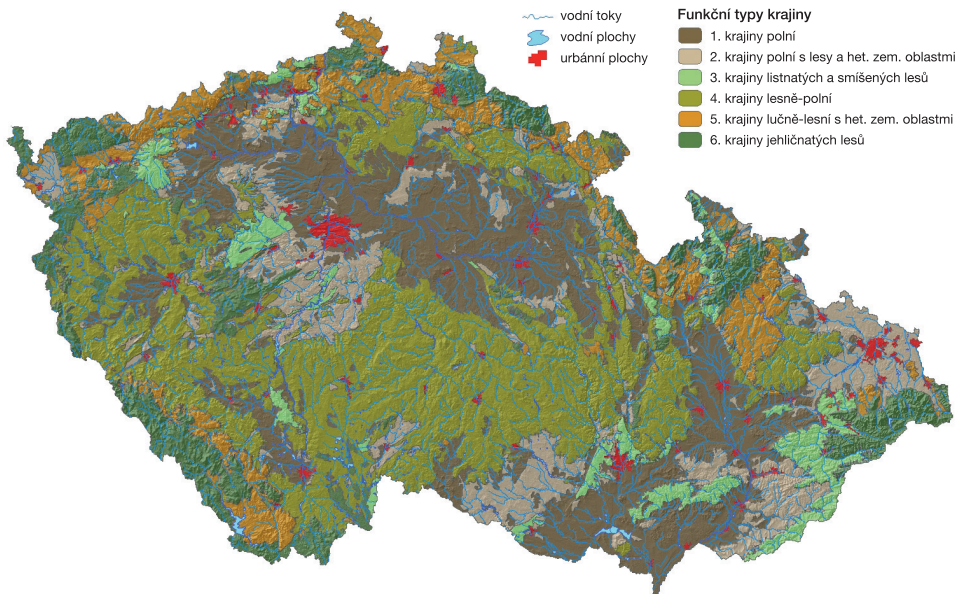 vodní toky
vodní plochy
urbánní plochy
Funkční typy krajiny
1. krajiny polní
2. krajiny polní s lesy a het. zem. oblastmi
3. krajiny listnatých a smíšených lesů
4. krajiny lesně-polní
5. krajiny lučně-lesní s het. zem. oblastmi
6. krajiny jehličnatých lesů